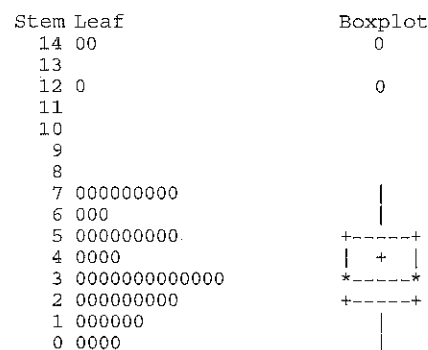 Stem Leaf                     Boxplot
  14 00                          0
  13
  12 0                           0
  11
  10
   9
   8
   7 000000000                   |
   6 000                         |
   5 000000000                +-----+
   4 0000                     |  +  |
   3 0000000000000            *-----*
   2 000000000                +-----+
   1 000000                      |
   0 0000                        |